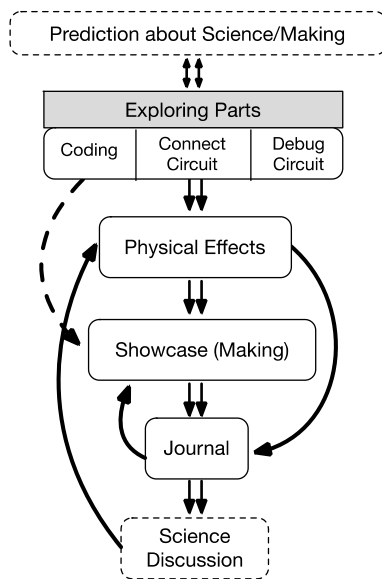 Prediction about Science/Making
Exploring Parts
Coding
Connect
Circuit
Debug
Circuit
Physical Effects
Showcase (Making)
Journal
Science
Discussion